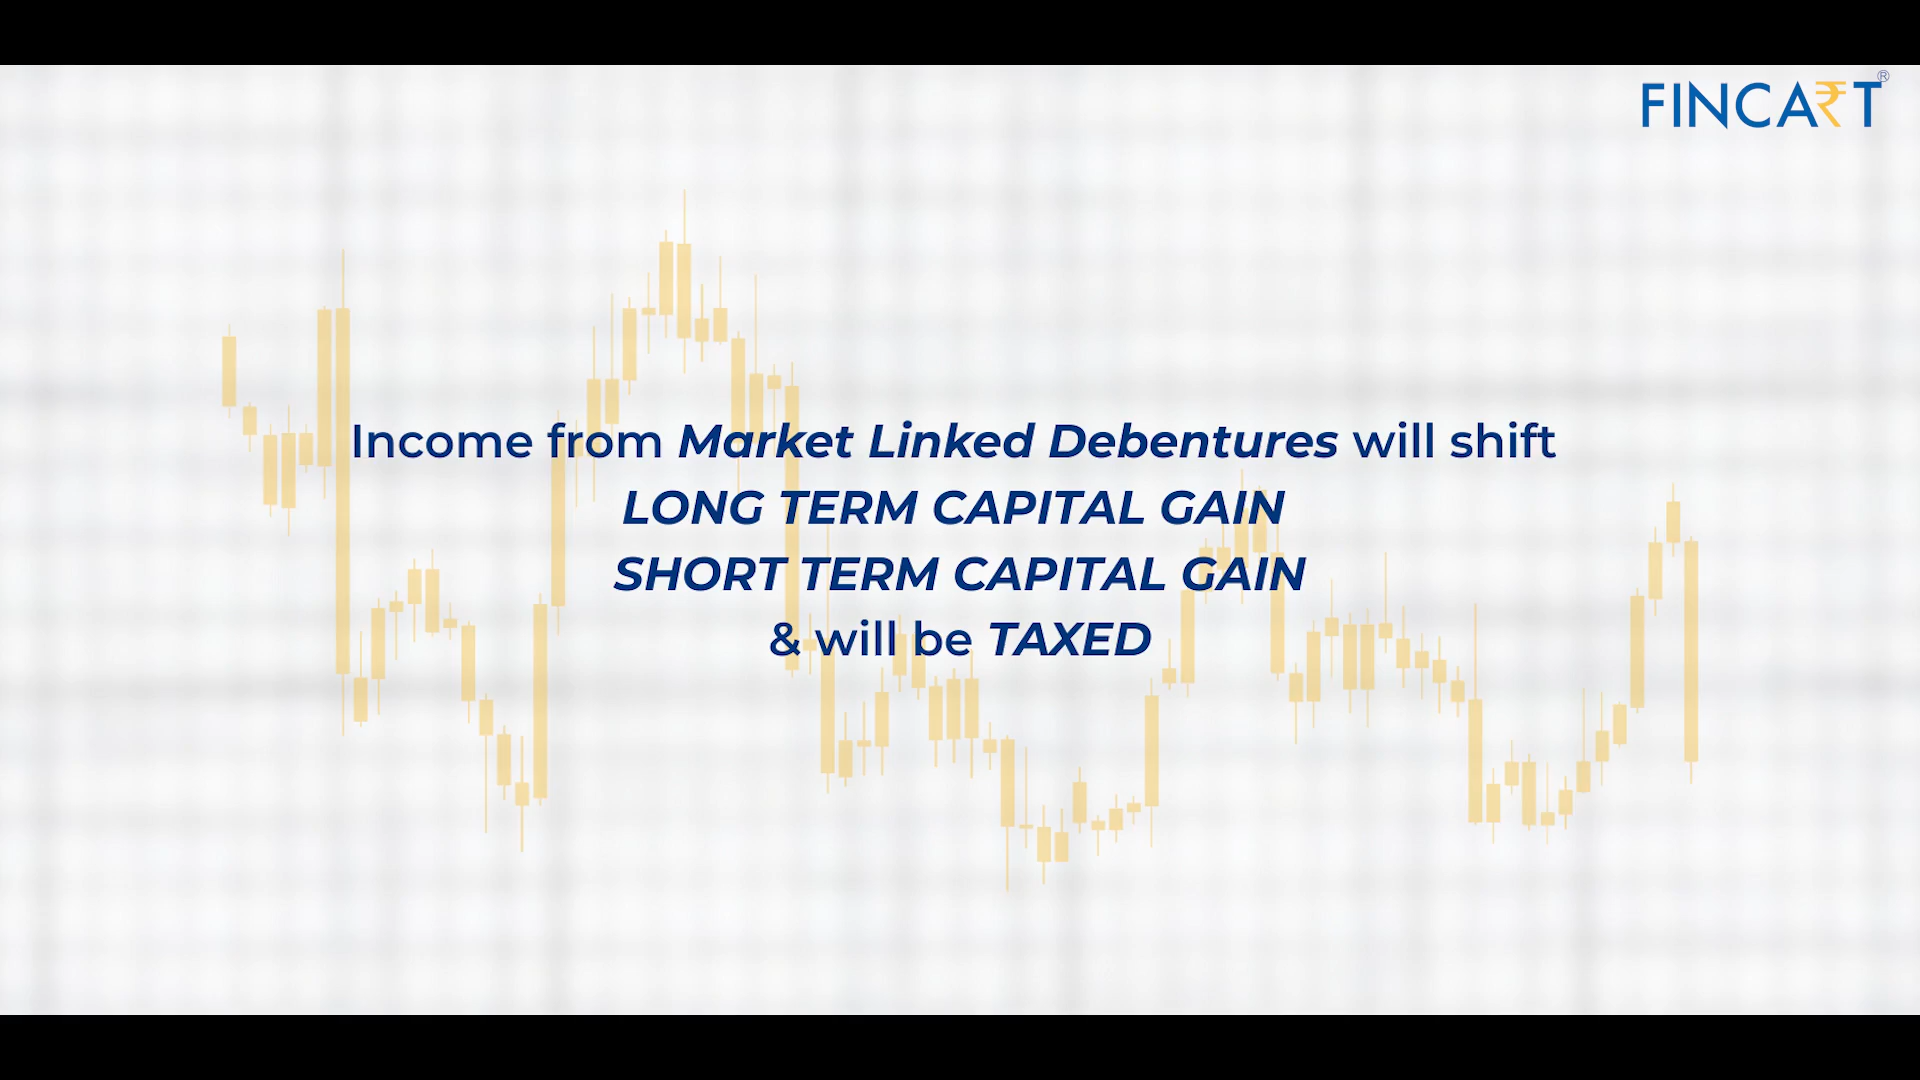 FINCART®
Income from Market Linked Debentures will shift
LONG TERM CAPITAL GAIN
SHORT TERM CAPITAL GAIN
& will be TAXED